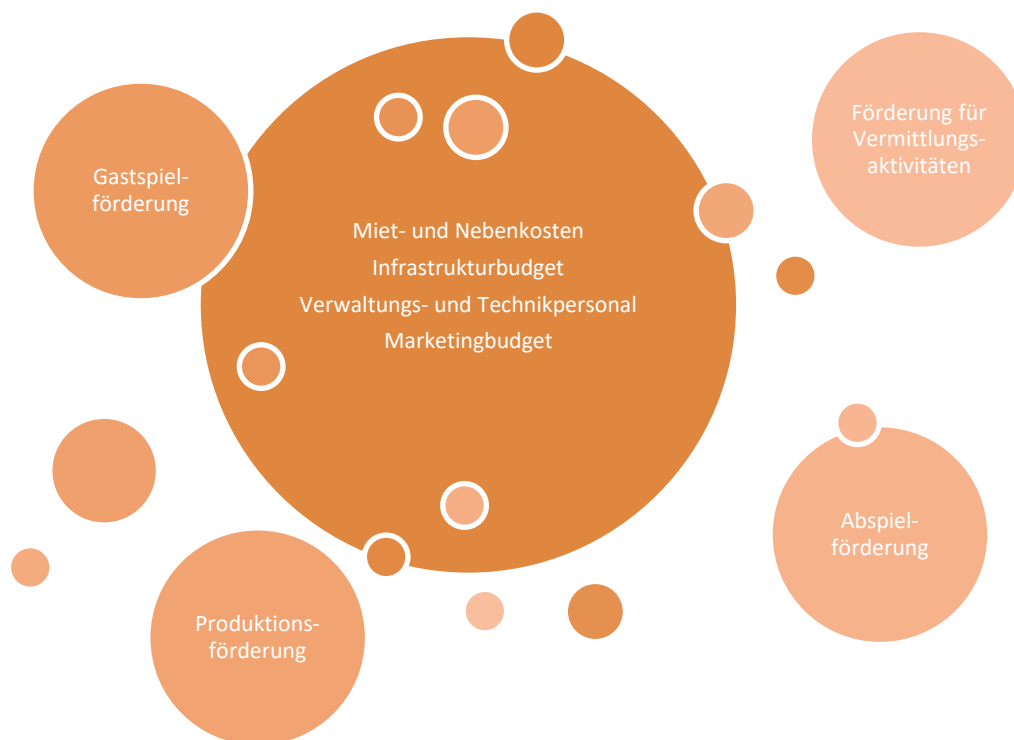 Gastspiel-
förderung
Förderung für
Vermittlungs-
aktivitäten
Miet- und Nebenkosten
Infrastrukturbudget
Verwaltungs- und Technikpersonal
Marketingbudget
Abspiel-
förderung
Produktions-
förderung